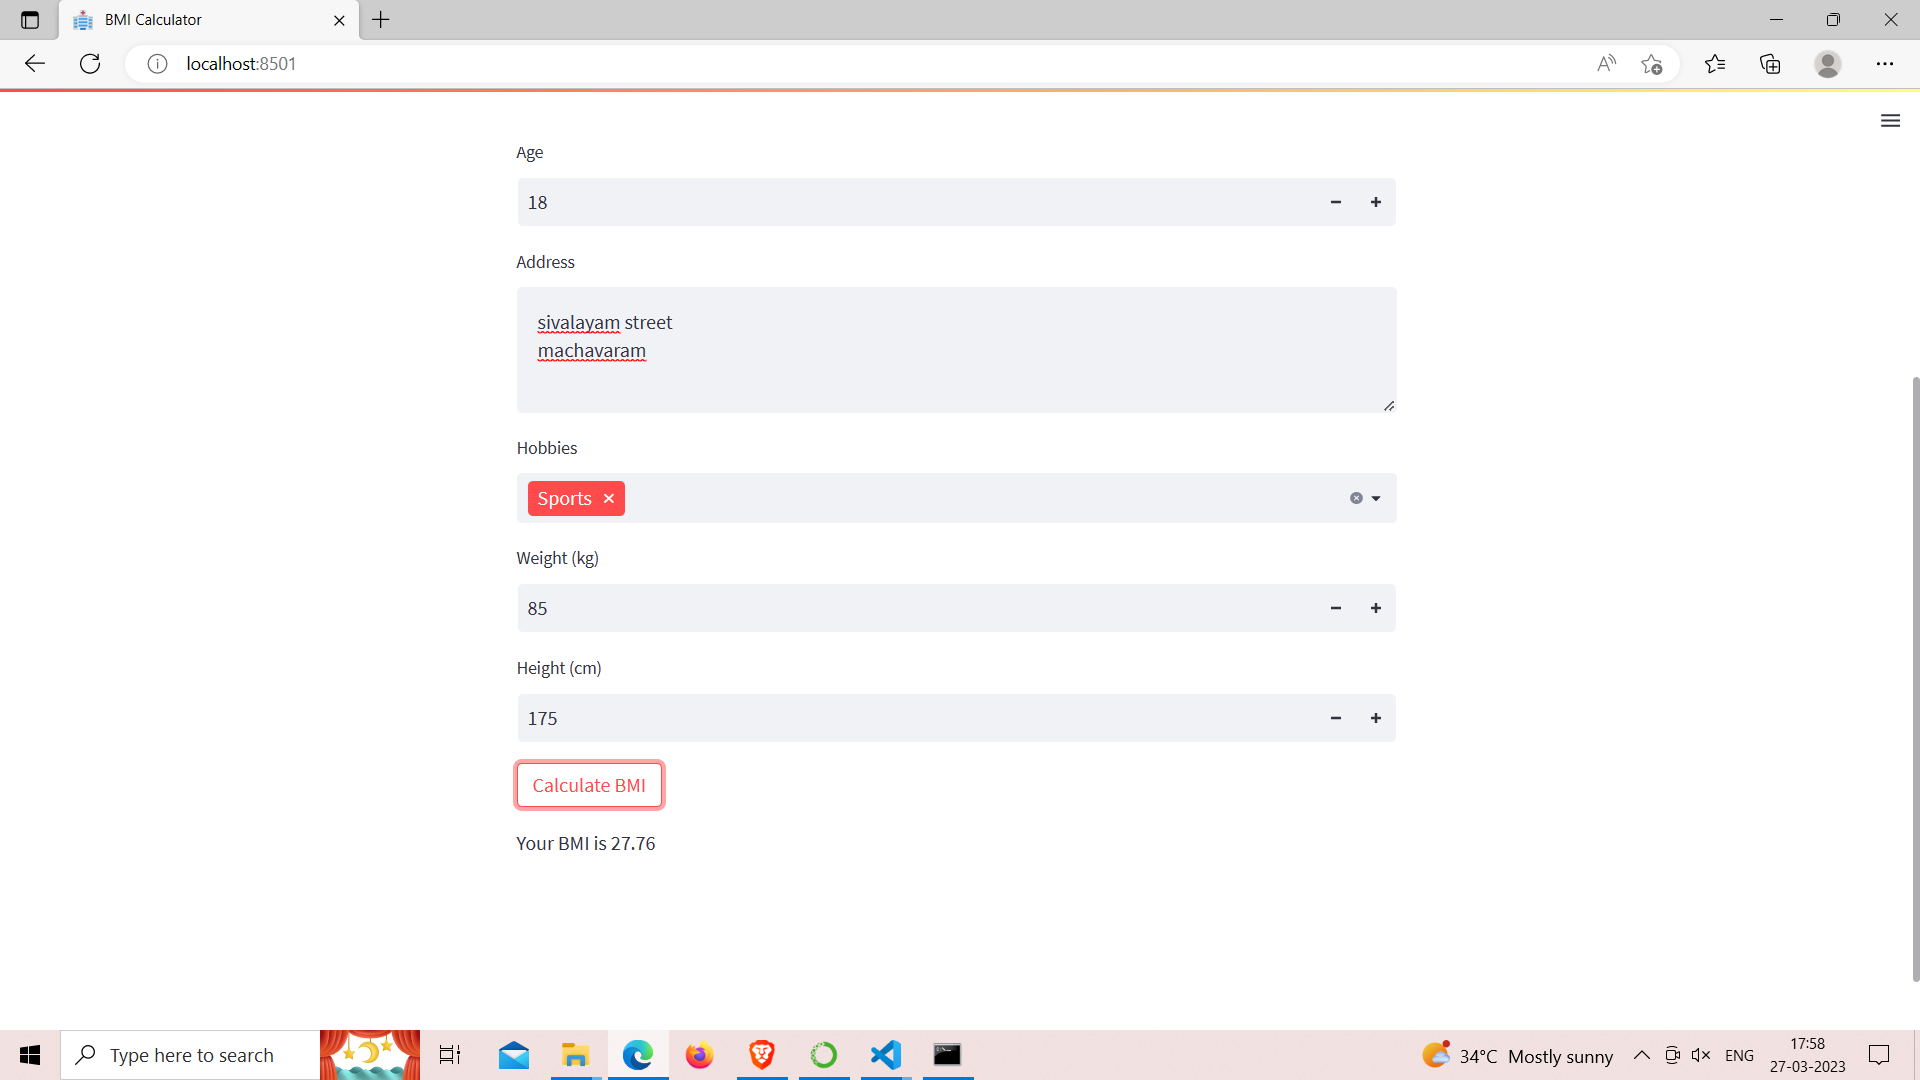 BMI Calculator
localhost:8501
Age
18
Address
sivalayam street
machavaram
Hobbies
Sports
Weight (kg)
85
Height (cm)
175
Calculate BMI
Your BMI is 27.76
Type here to search
34°C Mostly sunny
ENG
17:58
27-03-2023